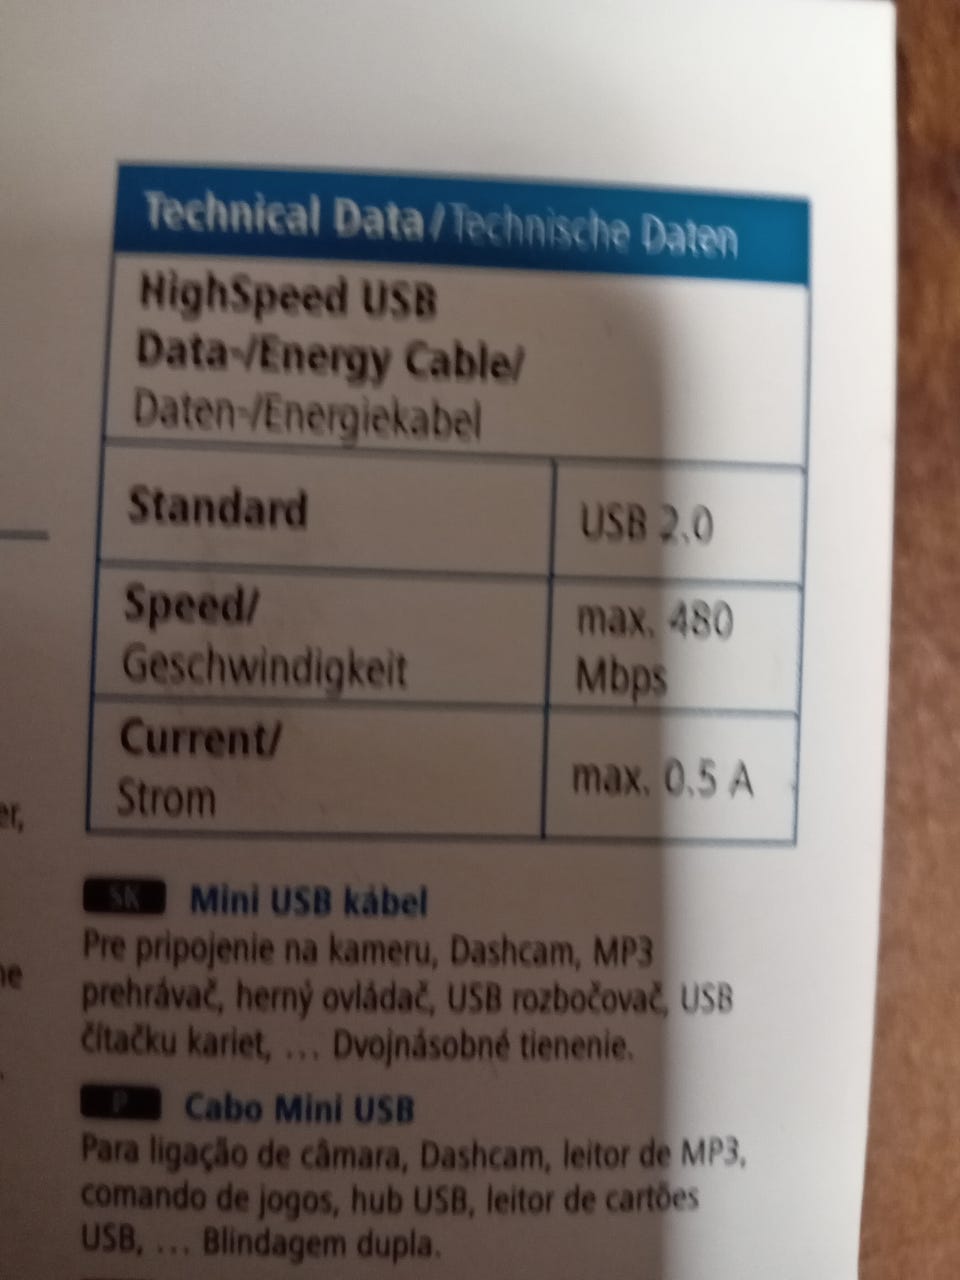 Technical Data/Technische Daten
HighSpeed USB
Data-/Energy Cable/
Daten-/Energiekabel
Standard
USB 2.0
Speed/
Geschwindigkeit
max. 480
Mbps
Current/
Strom
max. 0.5 A
er,
SK Mini USB kábel
Pre pripojenie na kameru, Dashcam, MP3
prehrávač, herný ovládač, USB rozbočovač, USB
čítačku kariet, ... Dvojnásobné tienenie.
P Cabo Mini USB
Para ligação de câmara, Dashcam, leitor de MP3,
comando de jogos, hub USB, leitor de cartões
USB, ... Blindagem dupla.